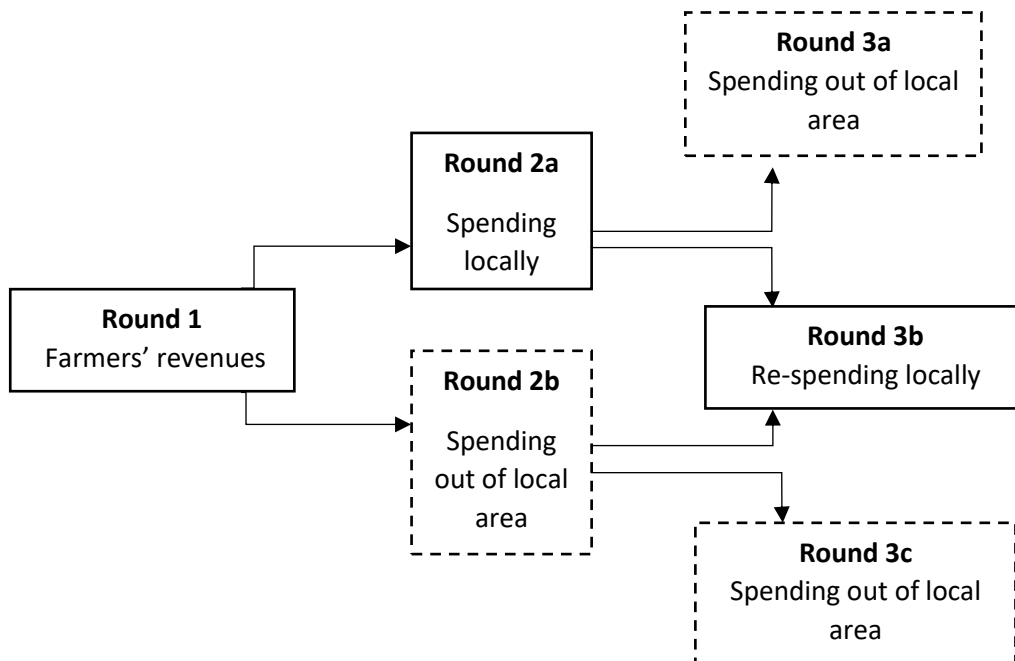 Round 3a
Spending out of local
area
Round 2a
Spending
locally
Round 1
Farmers’ revenues
Round 3b
Re-spending locally
Round 2b
Spending
out of local
area
Round 3c
Spending out of local
area